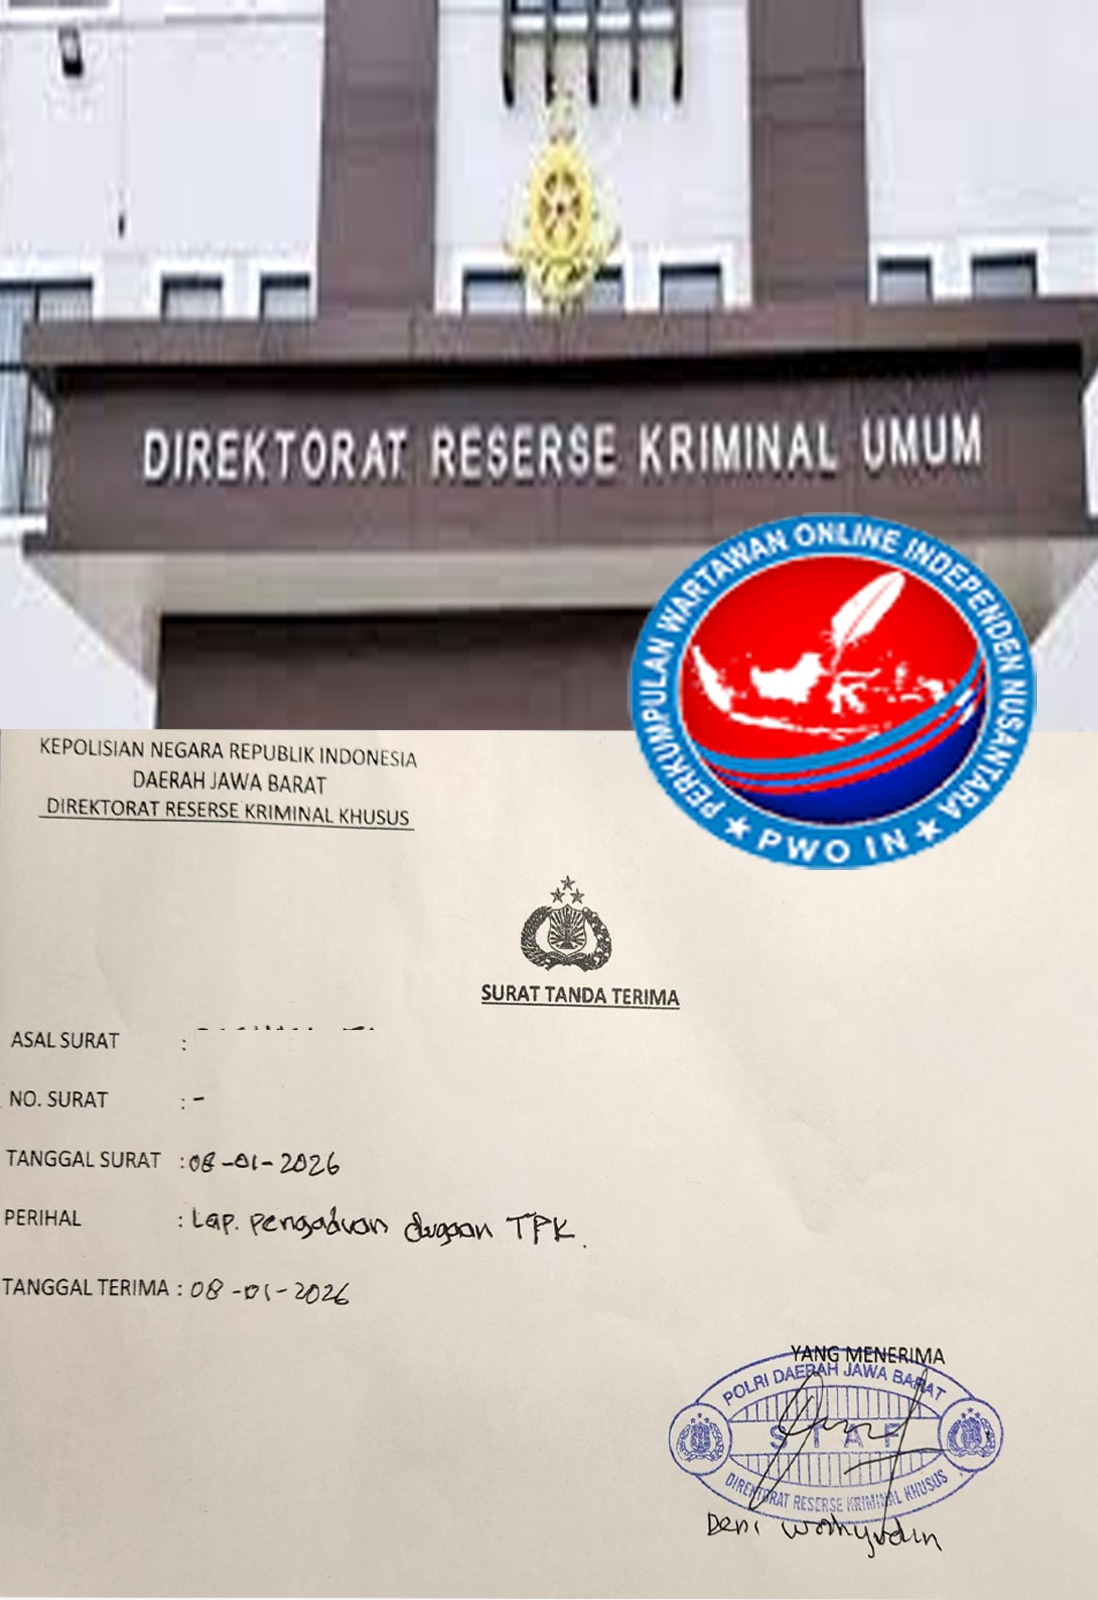 DIREKTORAT RESERSE KRIMINAL UMUM
PERKUMPULAN WARTAWAN ONLINE INDEPENDEN NUSANTARA
★ PWO IN ★
KEPOLISIAN NEGARA REPUBLIK INDONESIA
DAERAH JAWA BARAT
DIREKTORAT RESERSE KRIMINAL KHUSUS
SURAT TANDA TERIMA
ASAL SURAT :
NO. SURAT : -
TANGGAL SURAT : 08-01-2026
PERIHAL : Lap. pengaduan dugaan TPK.
TANGGAL TERIMA : 08-01-2026
YANG MENERIMA
POLRI DAERAH JAWA BARAT
STAF
DIREKTORAT RESERSE KRIMINAL KHUSUS
Deni Wahyudin